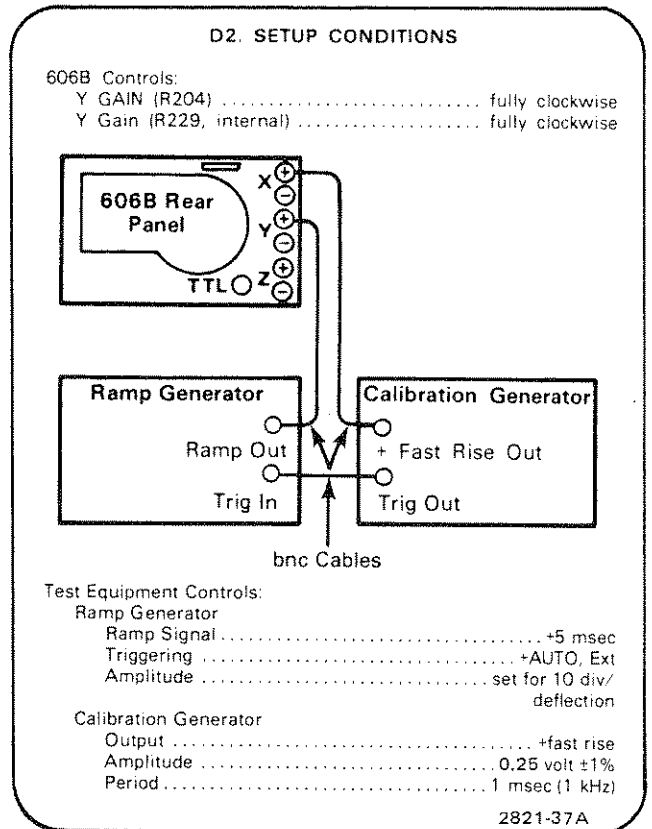 D2. SETUP CONDITIONS
606B Controls:
Y GAIN (R204) ............................ fully clockwise
Y Gain (R229, internal) ...................... fully clockwise
X + −
606B Rear Panel
Y + −
TTL Z + −
Ramp Generator
Calibration Generator
Ramp Out
+ Fast Rise Out
Trig In
Trig Out
bnc Cables
Test Equipment Controls:
Ramp Generator
Ramp Signal .................................. +5 msec
Triggering ................................ +AUTO, Ext
Amplitude ............................. set for 10 div/
deflection
Calibration Generator
Output ..................................... +fast rise
Amplitude ............................. 0.25 volt ±1%
Period ................................ 1 msec (1 kHz)
2821-37A